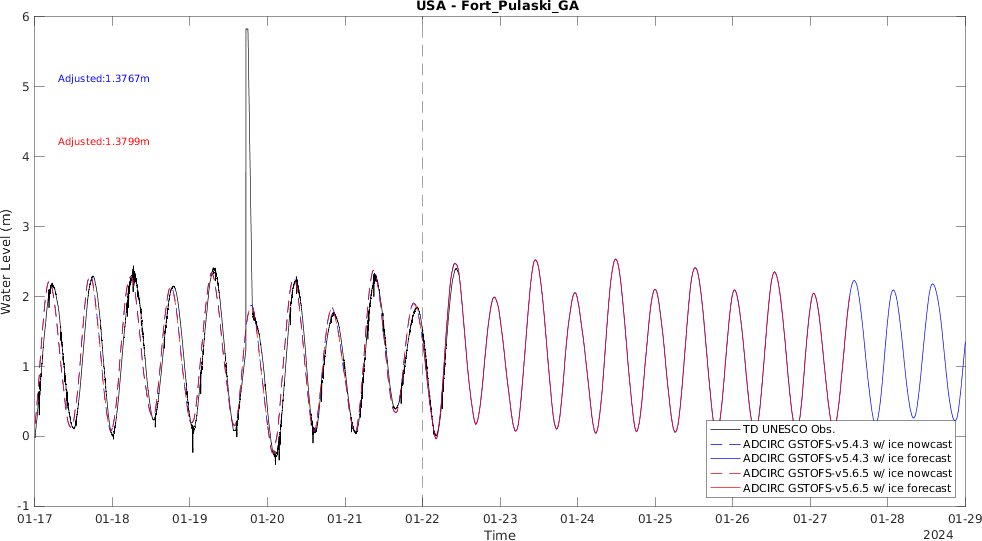 USA - Fort_Pulaski_GA
6
5
4
3
2
1
0
-1
Water Level (m)
Adjusted:1.3767m
Adjusted:1.3799m
TD UNESCO Obs.
ADCIRC GSTOFS-v5.4.3 w/ ice nowcast
ADCIRC GSTOFS-v5.4.3 w/ ice forecast
ADCIRC GSTOFS-v5.6.5 w/ ice nowcast
ADCIRC GSTOFS-v5.6.5 w/ ice forecast
01-17 01-18 01-19 01-20 01-21 01-22 01-23 01-24 01-25 01-26 01-27 01-28 01-29
Time
2024